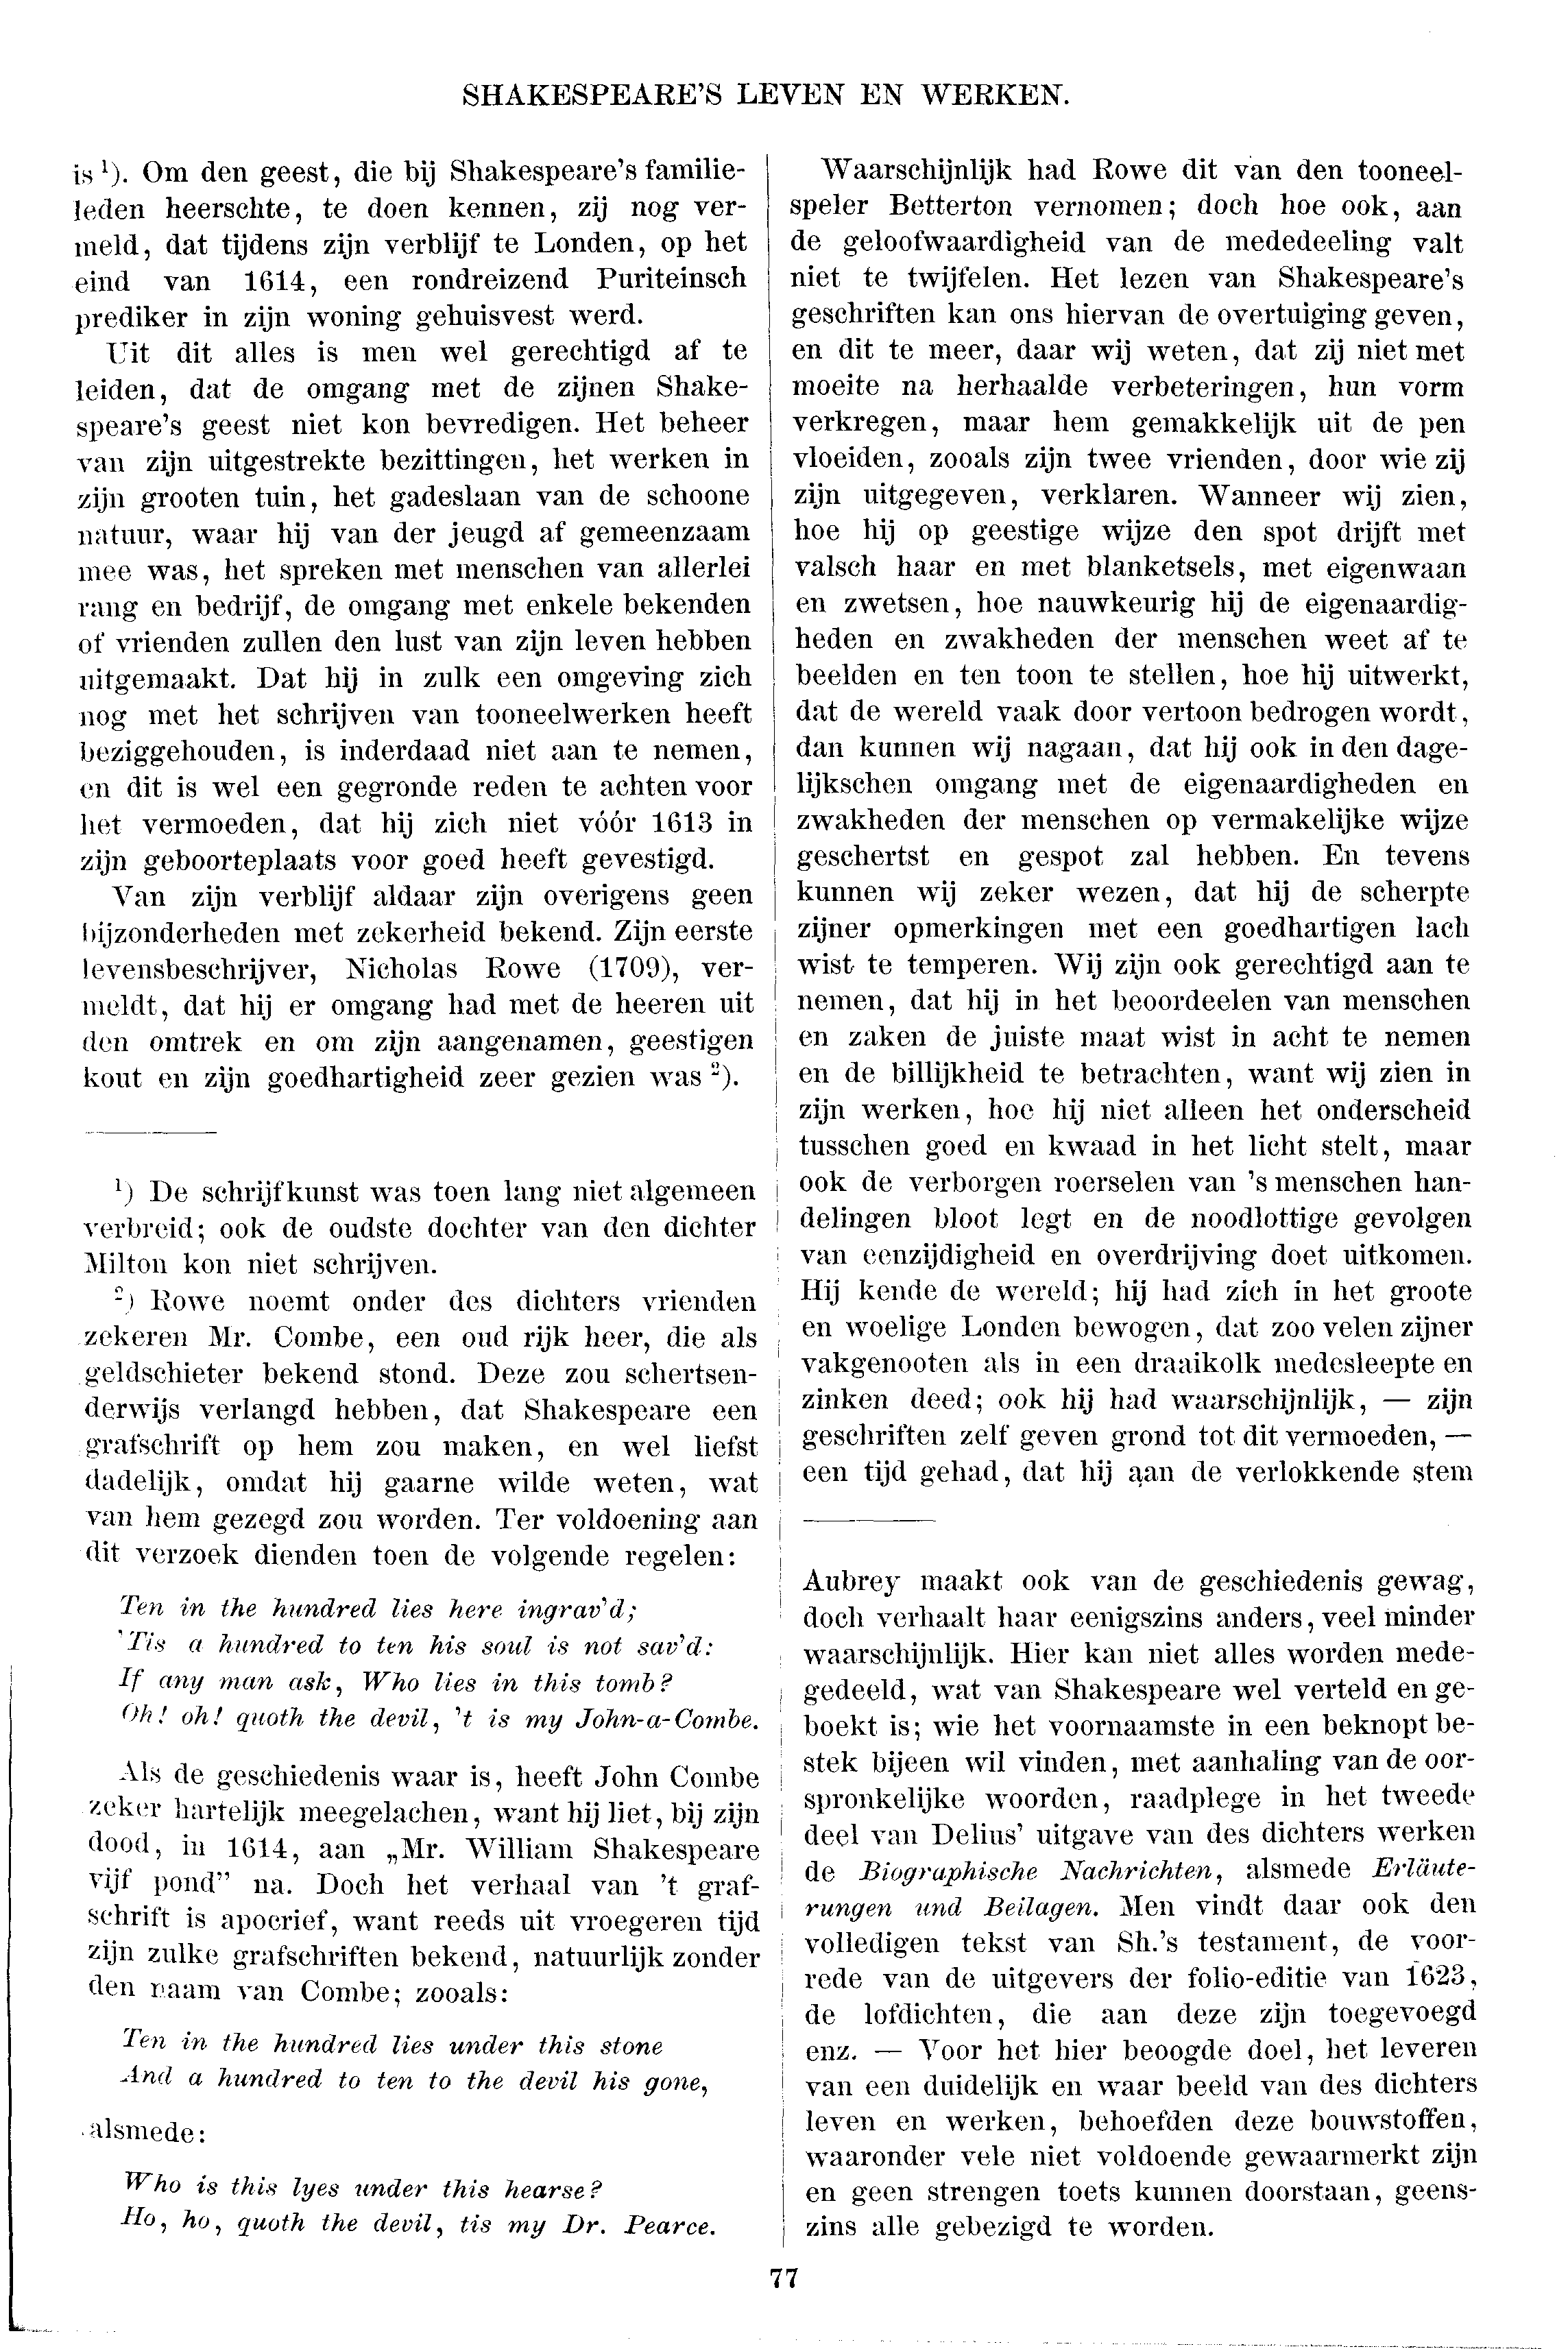 SHAKESPEARE'S LEVEN EN WERKEN.
is ¹). Om den geest, die bij Shakespeare's familie-
leden heerschte, te doen kennen, zij nog ver-
meld, dat tijdens zijn verblijf te Londen, op het
eind van 1614, een rondreizend Puriteinsch
prediker in zijn woning gehuisvest werd.
Uit dit alles is men wel gerechtigd af te
leiden, dat de omgang met de zijnen Shake-
speare's geest niet kon bevredigen. Het beheer
van zijn uitgestrekte bezittingen, het werken in
zijn grooten tuin, het gadeslaan van de schoone
natuur, waar hij van der jeugd af gemeenzaam
mee was, het spreken met menschen van allerlei
rang en bedrijf, de omgang met enkele bekenden
of vrienden zullen den lust van zijn leven hebben
uitgemaakt. Dat hij in zulk een omgeving zich
nog met het schrijven van tooneelwerken heeft
beziggehouden, is inderdaad niet aan te nemen,
en dit is wel een gegronde reden te achten voor
het vermoeden, dat hij zich niet vóór 1613 in
zijn geboorteplaats voor goed heeft gevestigd.
Van zijn verblijf aldaar zijn overigens geen
bijzonderheden met zekerheid bekend. Zijn eerste
levensbeschrijver, Nicholas Rowe (1709), ver-
meldt, dat hij er omgang had met de heeren uit
den omtrek en om zijn aangenamen, geestigen
kout en zijn goedhartigheid zeer gezien was ²).
¹) De schrijfkunst was toen lang niet algemeen
verbreid; ook de oudste dochter van den dichter
Milton kon niet schrijven.
²) Rowe noemt onder des dichters vrienden
zekeren Mr. Combe, een oud rijk heer, die als
geldschieter bekend stond. Deze zou schertsen-
derwijs verlangd hebben, dat Shakespeare een
grafschrift op hem zou maken, en wel liefst
dadelijk, omdat hij gaarne wilde weten, wat
van hem gezegd zou worden. Ter voldoening aan
dit verzoek dienden toen de volgende regelen:
Ten in the hundred lies here ingrav'd;
'Tis a hundred to ten his soul is not sav'd:
If any man ask, Who lies in this tomb?
Oh! oh! quoth the devil, 't is my John-a-Combe.
Als de geschiedenis waar is, heeft John Combe
zeker hartelijk meegelachen, want hij liet, bij zijn
dood, in 1614, aan „Mr. William Shakespeare
vijf pond” na. Doch het verhaal van 't graf-
schrift is apocrief, want reeds uit vroegeren tijd
zijn zulke grafschriften bekend, natuurlijk zonder
den naam van Combe; zooals:
Ten in the hundred lies under this stone
And a hundred to ten to the devil his gone,
alsmede:
Who is this lyes under this hearse?
Ho, ho, quoth the devil, tis my Dr. Pearce.
Waarschijnlijk had Rowe dit van den tooneel-
speler Betterton vernomen; doch hoe ook, aan
de geloofwaardigheid van de mededeeling valt
niet te twijfelen. Het lezen van Shakespeare's
geschriften kan ons hiervan de overtuiging geven,
en dit te meer, daar wij weten, dat zij niet met
moeite na herhaalde verbeteringen, hun vorm
verkregen, maar hem gemakkelijk uit de pen
vloeiden, zooals zijn twee vrienden, door wie zij
zijn uitgegeven, verklaren. Wanneer wij zien,
hoe hij op geestige wijze den spot drijft met
valsch haar en met blanketsels, met eigenwaan
en zwetsen, hoe nauwkeurig hij de eigenaardig-
heden en zwakheden der menschen weet af te
beelden en ten toon te stellen, hoe hij uitwerkt,
dat de wereld vaak door vertoon bedrogen wordt,
dan kunnen wij nagaan, dat hij ook in den dage-
lijkschen omgang met de eigenaardigheden en
zwakheden der menschen op vermakelijke wijze
geschertst en gespot zal hebben. En tevens
kunnen wij zeker wezen, dat hij de scherpte
zijner opmerkingen met een goedhartigen lach
wist te temperen. Wij zijn ook gerechtigd aan te
nemen, dat hij in het beoordeelen van menschen
en zaken de juiste maat wist in acht te nemen
en de billijkheid te betrachten, want wij zien in
zijn werken, hoe hij niet alleen het onderscheid
tusschen goed en kwaad in het licht stelt, maar
ook de verborgen roerselen van 's menschen han-
delingen bloot legt en de noodlottige gevolgen
van eenzijdigheid en overdrijving doet uitkomen.
Hij kende de wereld; hij had zich in het groote
en woelige Londen bewogen, dat zoo velen zijner
vakgenooten als in een draaikolk medesleepte en
zinken deed; ook hij had waarschijnlijk, — zijn
geschriften zelf geven grond tot dit vermoeden, —
een tijd gehad, dat hij aan de verlokkende stem
Aubrey maakt ook van de geschiedenis gewag,
doch verhaalt haar eenigszins anders, veel minder
waarschijnlijk. Hier kan niet alles worden mede-
gedeeld, wat van Shakespeare wel verteld en ge-
boekt is; wie het voornaamste in een beknopt be-
stek bijeen wil vinden, met aanhaling van de oor-
spronkelijke woorden, raadplege in het tweede
deel van Delius' uitgave van des dichters werken
de Biographische Nachrichten, alsmede Erläute-
rungen und Beilagen. Men vindt daar ook den
volledigen tekst van Sh.'s testament, de voor-
rede van de uitgevers der folio-editie van 1623,
de lofdichten, die aan deze zijn toegevoegd
enz. — Voor het hier beoogde doel, het leveren
van een duidelijk en waar beeld van des dichters
leven en werken, behoefden deze bouwstoffen,
waaronder vele niet voldoende gewaarmerkt zijn
en geen strengen toets kunnen doorstaan, geens-
zins alle gebezigd te worden.
77